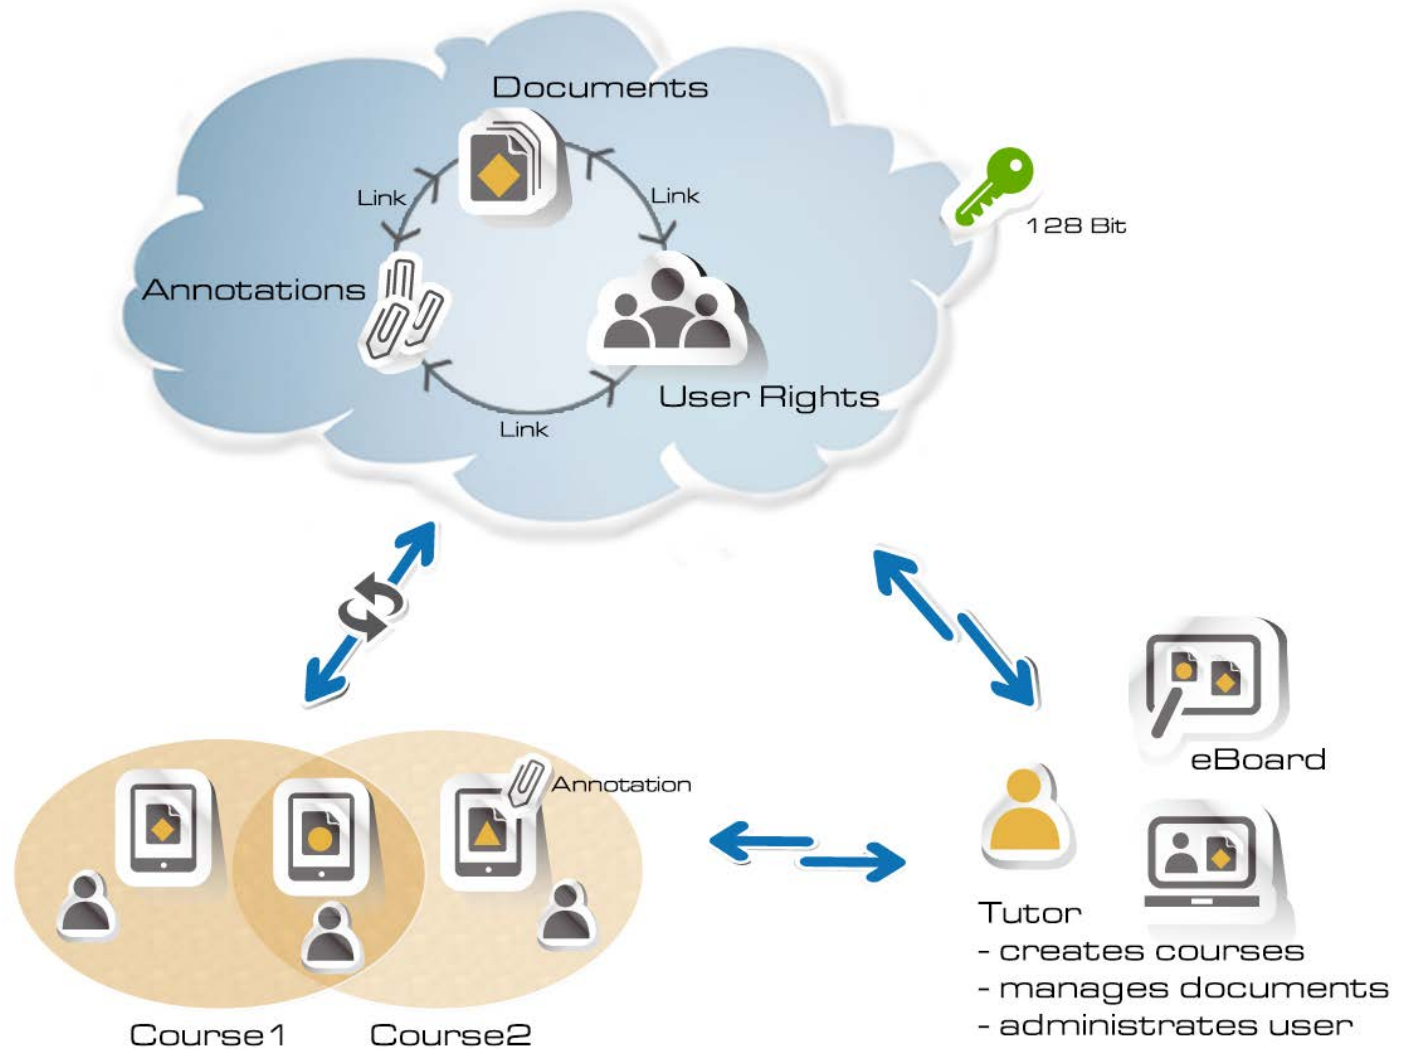 Documents
Link
Link
128 Bit
Annotations
User Rights
Link
eBoard
Annotation
Tutor
- creates courses
- manages documents
- administrates user
Course1
Course2